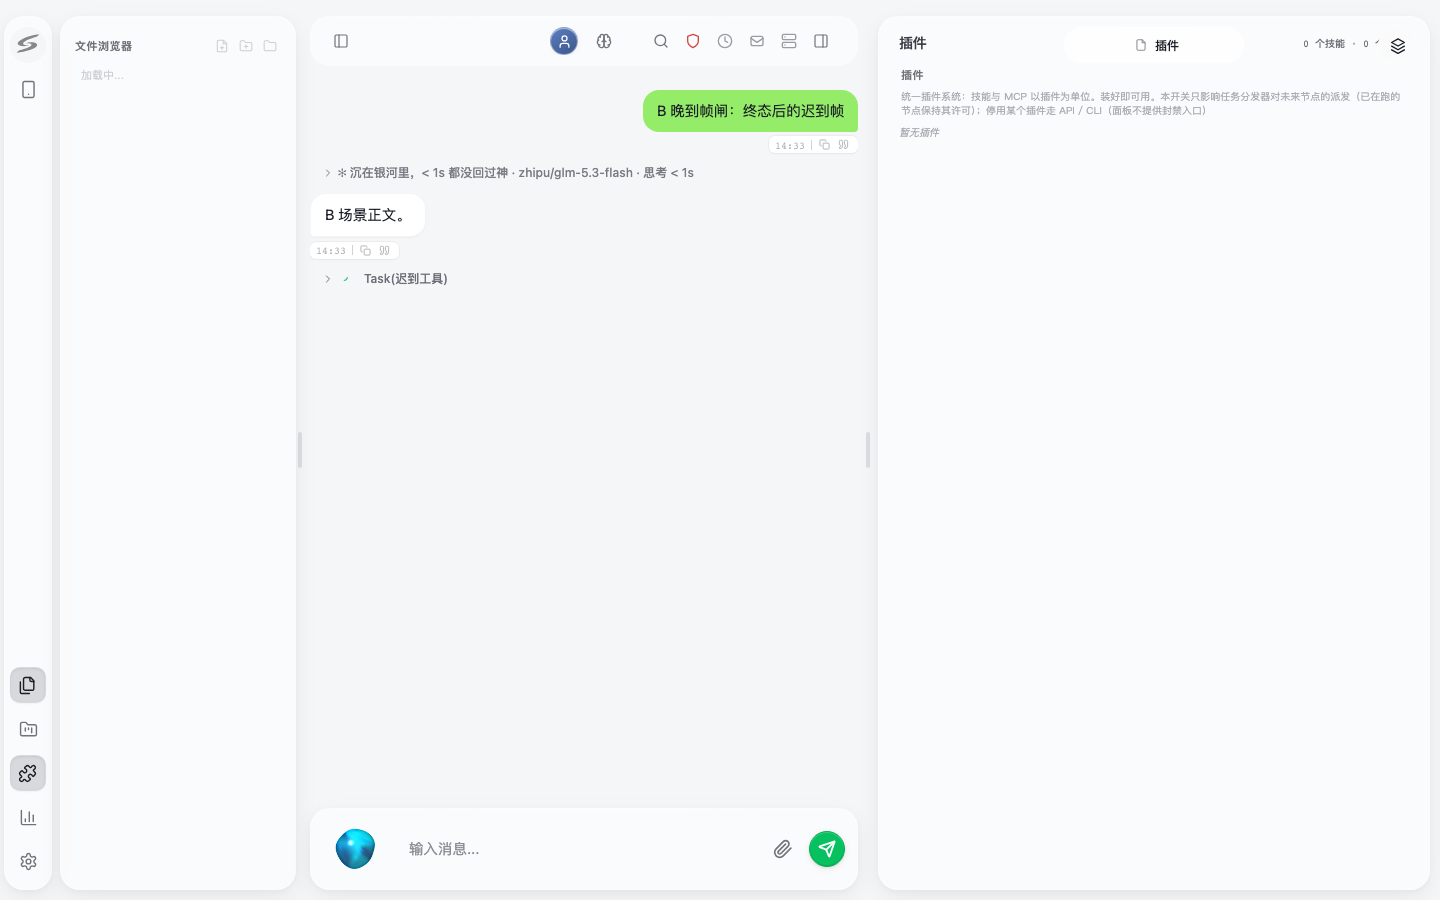 文件浏览器
加载中...
B 晚到帧闸：终态后的迟到帧
14:33
✻ 沉在银河里，< 1s 都没回过神 · zhipu/glm-5.3-flash · 思考 < 1s
B 场景正文。
14:33
Task(迟到工具)
输入消息...
插件
插件
0 个技能 · 0
插件
统一插件系统：技能与 MCP 以插件为单位。装好即可用。本开关只影响任务分发器对未来节点的派发（已在跑的
节点保持其许可）；停用某个插件走 API / CLI（面板不提供封禁入口）
暂无插件